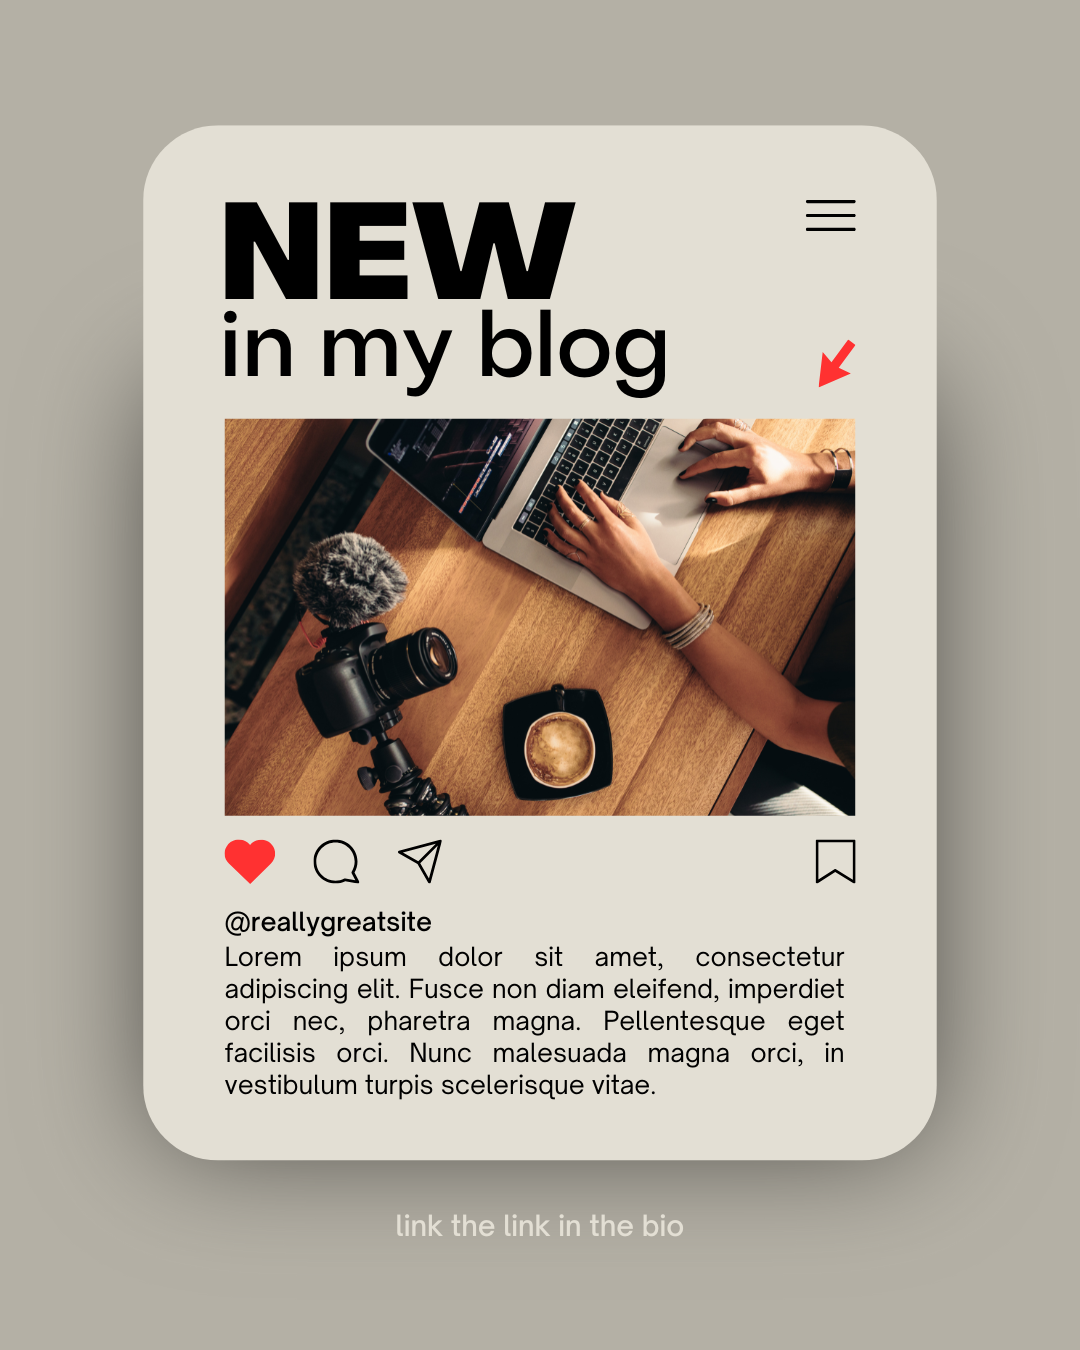 NEW
in my blog
@reallygreatsite
Lorem ipsum dolor sit amet, consectetur
adipiscing elit. Fusce non diam eleifend, imperdiet
orci nec, pharetra magna. Pellentesque eget
facilisis orci. Nunc malesuada magna orci, in
vestibulum turpis scelerisque vitae.
link the link in the bio